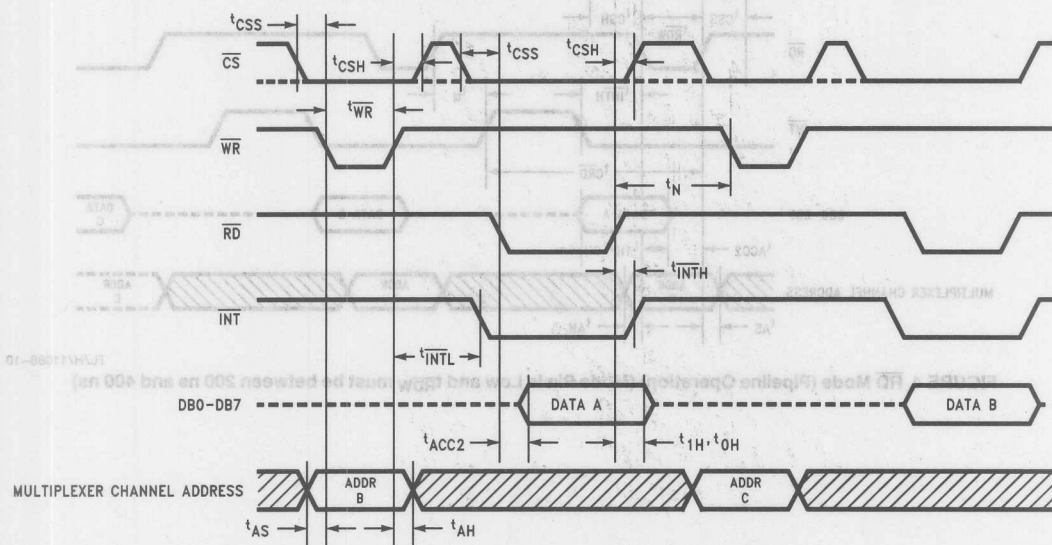 tCSS
CS
tCSH
tCSS
tCSH
tWR
WR
tN
RD
tINTH
INT
tINTL
DB0-DB7
DATA A
DATA B
tACC2
t1H, t0H
MULTIPLEXER CHANNEL ADDRESS
ADDR
B
ADDR
C
tAS
tAH